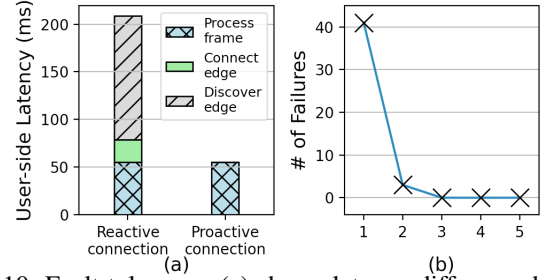 User-side Latency (ms)
200
150
100
50
0
Process
frame
Connect
edge
Discover
edge
Reactive
connection
Proactive
connection
(a)
# of Failures
40
30
20
10
0
1 2 3 4 5
(b)